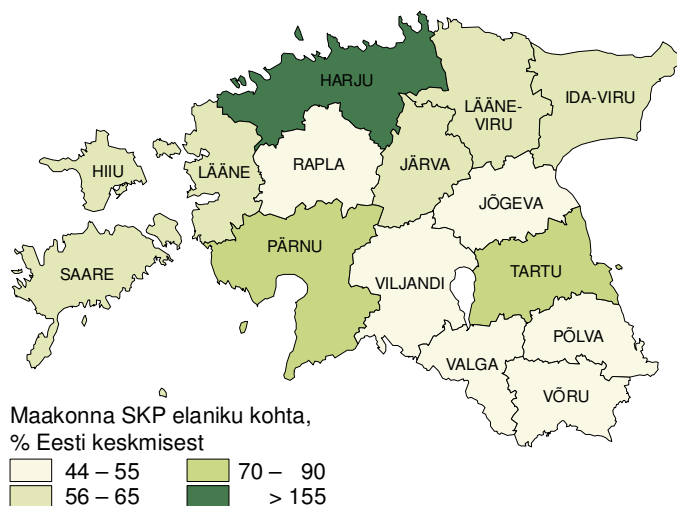 HARJU
IDA-VIRU
LÄÄNE-
VIRU
HIIU
LÄÄNE
RAPLA
JÄRVA
JÕGEVA
PÄRNU
SAARE
VILJANDI
TARTU
PÕLVA
VALGA
VÕRU
Maakonna SKP elaniku kohta,
% Eesti keskmisest
44 – 55
70 – 90
56 – 65
> 155